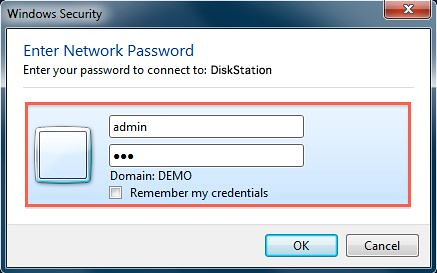 Windows Security
Enter Network Password
Enter your password to connect to: DiskStation
admin
●●●
Domain: DEMO
Remember my credentials
OK Cancel